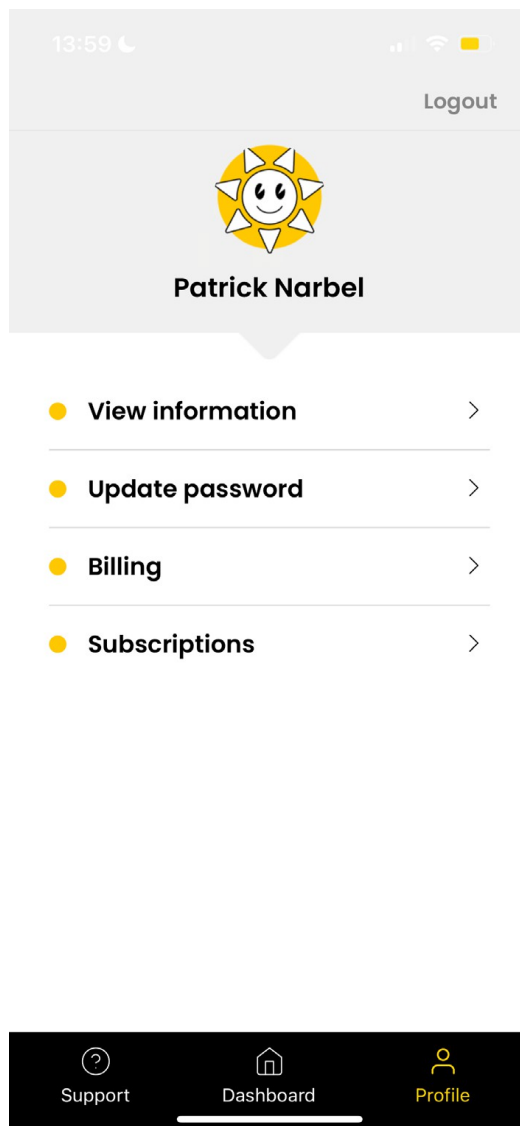 13:59
Logout
Patrick Narbel
View information
Update password
Billing
Subscriptions
Support
Dashboard
Profile